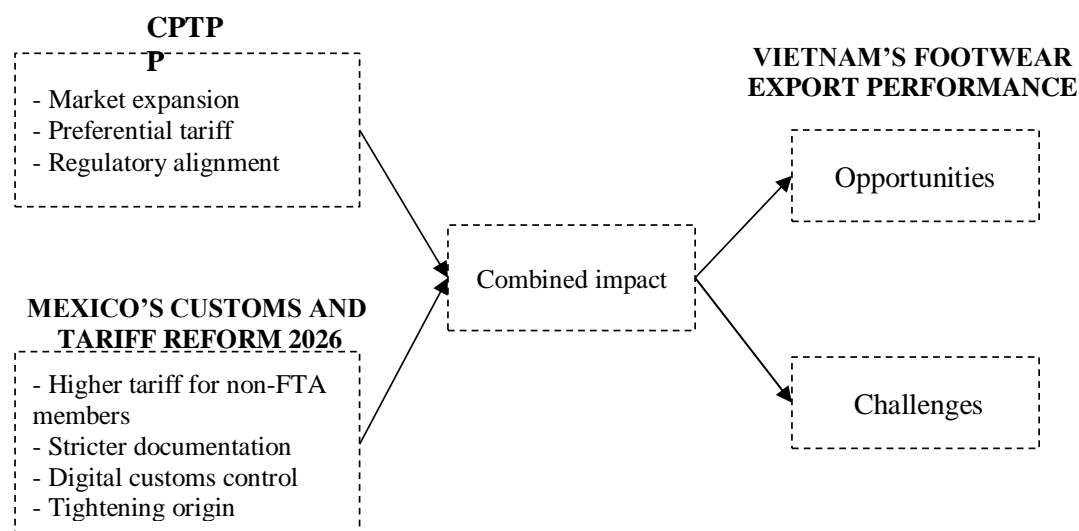 CPTP
P
- Market expansion
- Preferential tariff
- Regulatory alignment
MEXICO’S CUSTOMS AND
TARIFF REFORM 2026
- Higher tariff for non-FTA
members
- Stricter documentation
- Digital customs control
- Tightening origin
Combined impact
VIETNAM’S FOOTWEAR
EXPORT PERFORMANCE
Opportunities
Challenges